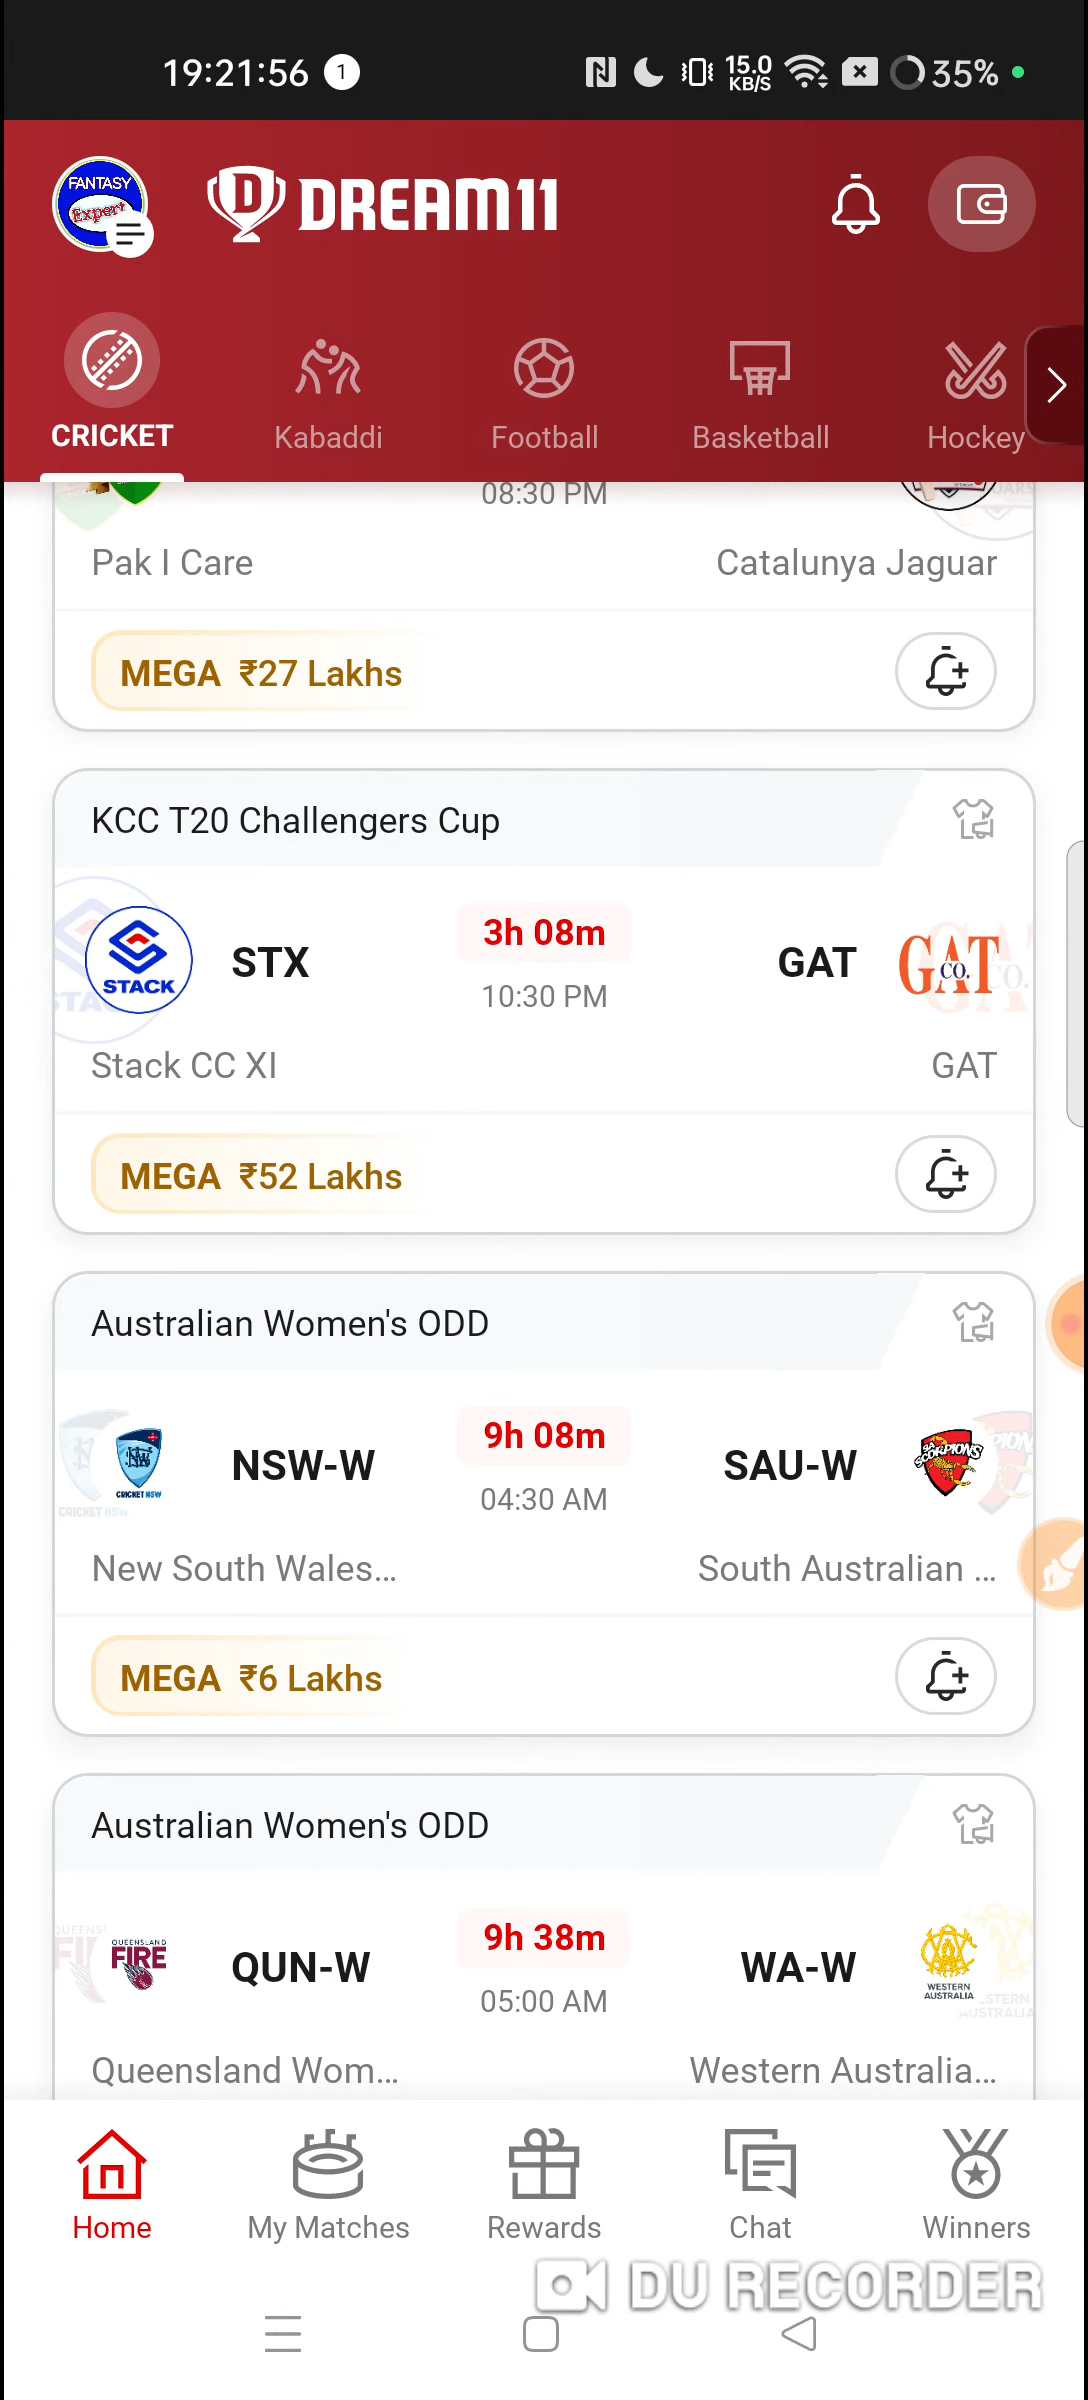 19:21:56 1 15.0 KB/S 35%
FANTASY Expert
DREAM11
CRICKET Kabaddi Football Basketball Hockey
08:30 PM
Pak I Care Catalunya Jaguar
MEGA ₹27 Lakhs
KCC T20 Challengers Cup
STACK STX 3h 08m GAT GAT CO.
10:30 PM
Stack CC XI GAT
MEGA ₹52 Lakhs
Australian Women's ODD
CRICKET NSW NSW-W 9h 08m SAU-W SCORPIONS
04:30 AM
New South Wales... South Australian ...
MEGA ₹6 Lakhs
Australian Women's ODD
QUEENSLAND FIRE QUN-W 9h 38m WA-W WESTERN AUSTRALIA
05:00 AM
Queensland Wom... Western Australia...
Home My Matches Rewards Chat Winners
DU RECORDER